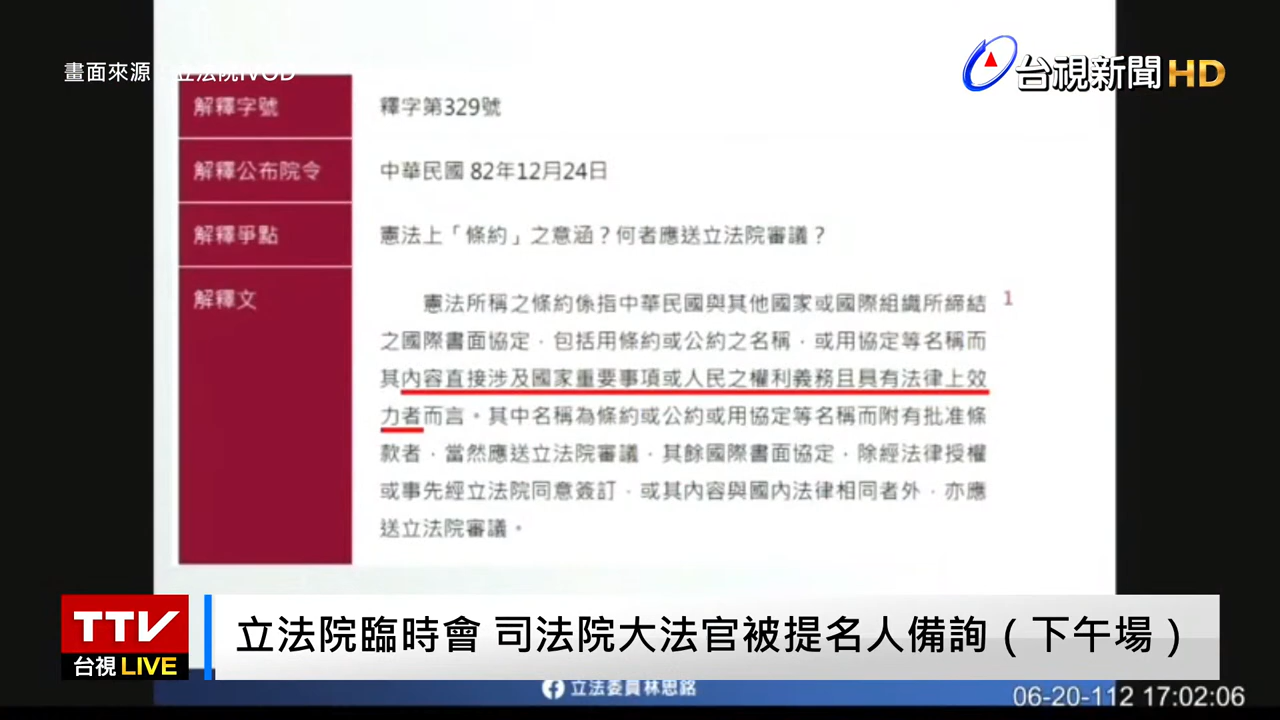 畫面來源 立法院IVOD
台視新聞HD
解釋字號 釋字第329號
解釋公布院令 中華民國 82年12月24日
解釋爭點 憲法上「條約」之意涵？何者應送立法院審議？
解釋文
憲法所稱之條約係指中華民國與其他國家或國際組織所締結 1
之國際書面協定，包括用條約或公約之名稱，或用協定等名稱而
其內容直接涉及國家重要事項或人民之權利義務且具有法律上效
力者而言。其中名稱為條約或公約或用協定等名稱而附有批准條
款者，當然應送立法院審議，其餘國際書面協定，除經法律授權
或事先經立法院同意簽訂，或其內容與國內法律相同者外，亦應
送立法院審議。
TTV
台視LIVE
立法院臨時會 司法院大法官被提名人備詢（下午場）
立法委員林思銘
06-20-112 17:02:06